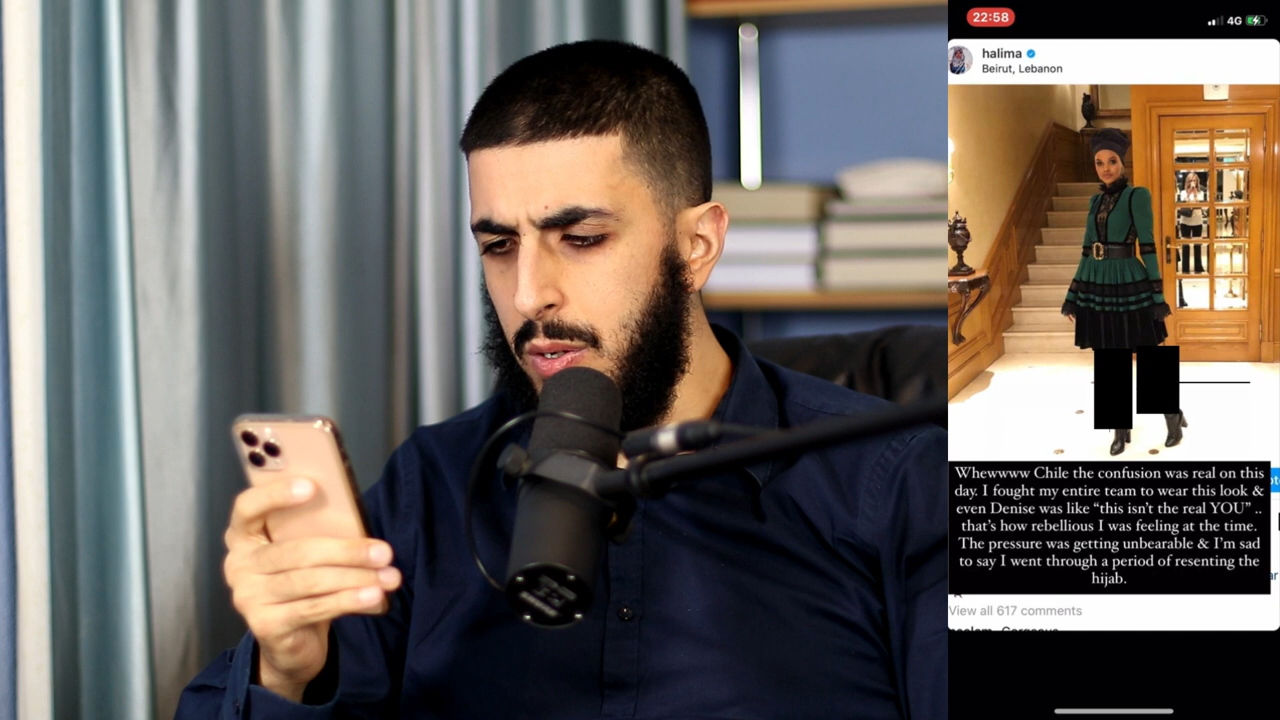 22:58
4G
halima
Beirut, Lebanon
Whewwww Chile the confusion was real on this
day. I fought my entire team to wear this look &
even Denise was like “this isn’t the real YOU” ..
that’s how rebellious I was feeling at the time.
The pressure was getting unbearable & I’m sad
to say I went through a period of resenting the
hijab.
View all 617 comments